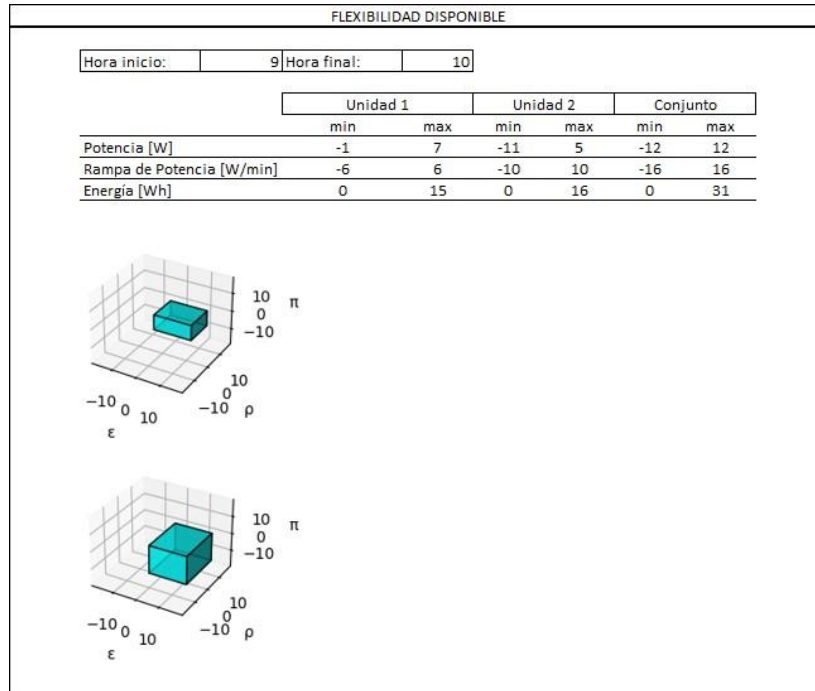 FLEXIBILIDAD DISPONIBLE
Hora inicio: 9 Hora final: 10
Unidad 1 Unidad 2 Conjunto
min max min max min max
Potencia [W] -1 7 -11 5 -12 12
Rampa de Potencia [W/min] -6 6 -10 10 -16 16
Energía [Wh] 0 15 0 16 0 31
10
0 π
−10
10
0
−10 0 10 −10 ρ
ε
10
0 π
−10
10
0
−10 0 10 −10 ρ
ε